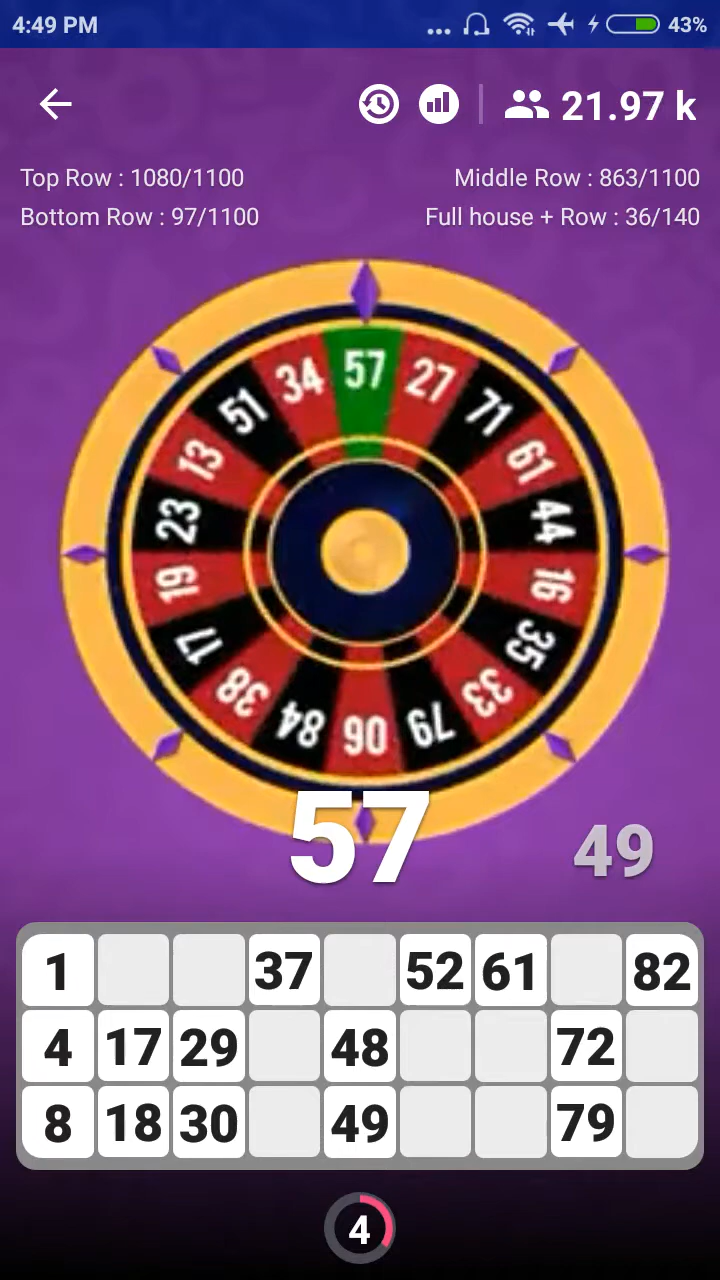 4:49 PM ... 43%
21.97 k
Top Row : 1080/1100 Middle Row : 863/1100
Bottom Row : 97/1100 Full house + Row : 36/140
57 27 71 61 44 16 35 33 79 90 84 38 17 19 23 13 51 34
57 49
1 37 52 61 82
4 17 29 48 72
8 18 30 49 79
4